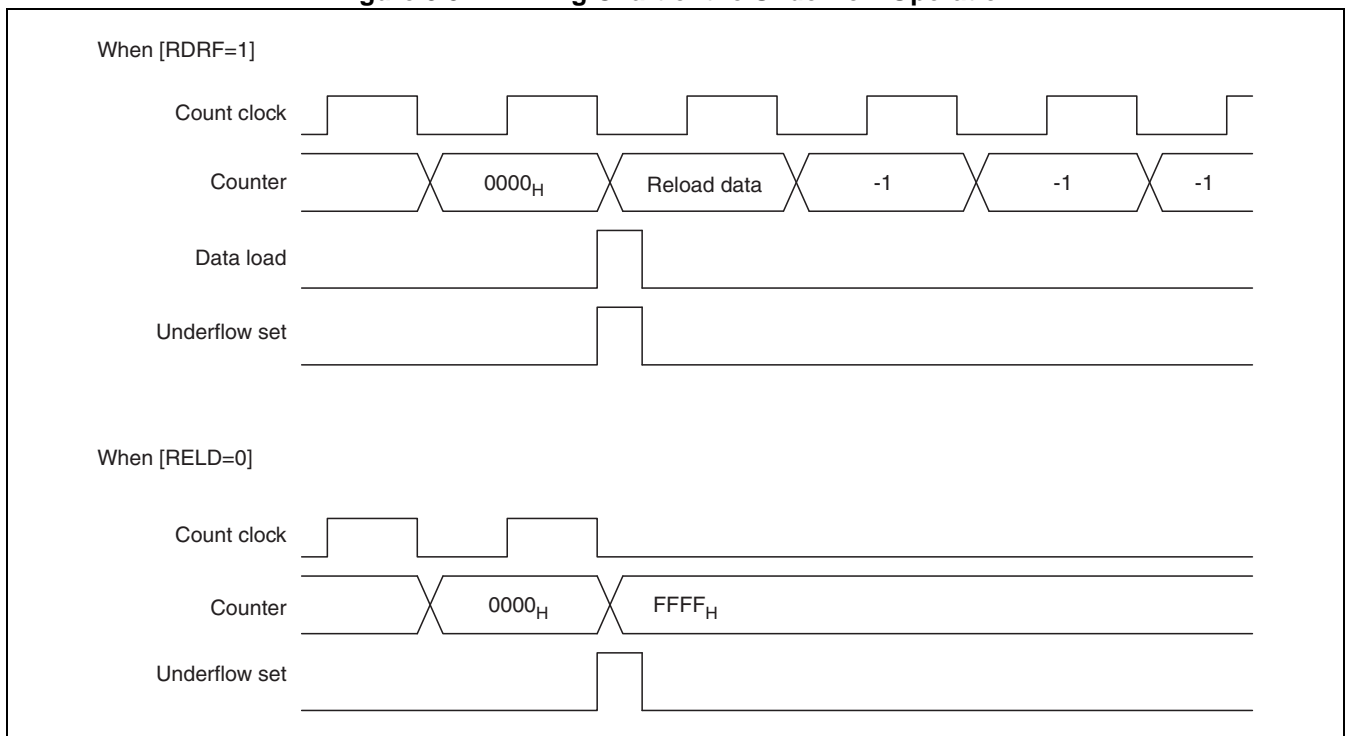 When [RDRF=1]
Count clock
Counter 0000H Reload data -1 -1 -1
Data load
Underflow set
When [RELD=0]
Count clock
Counter 0000H FFFFH
Underflow set